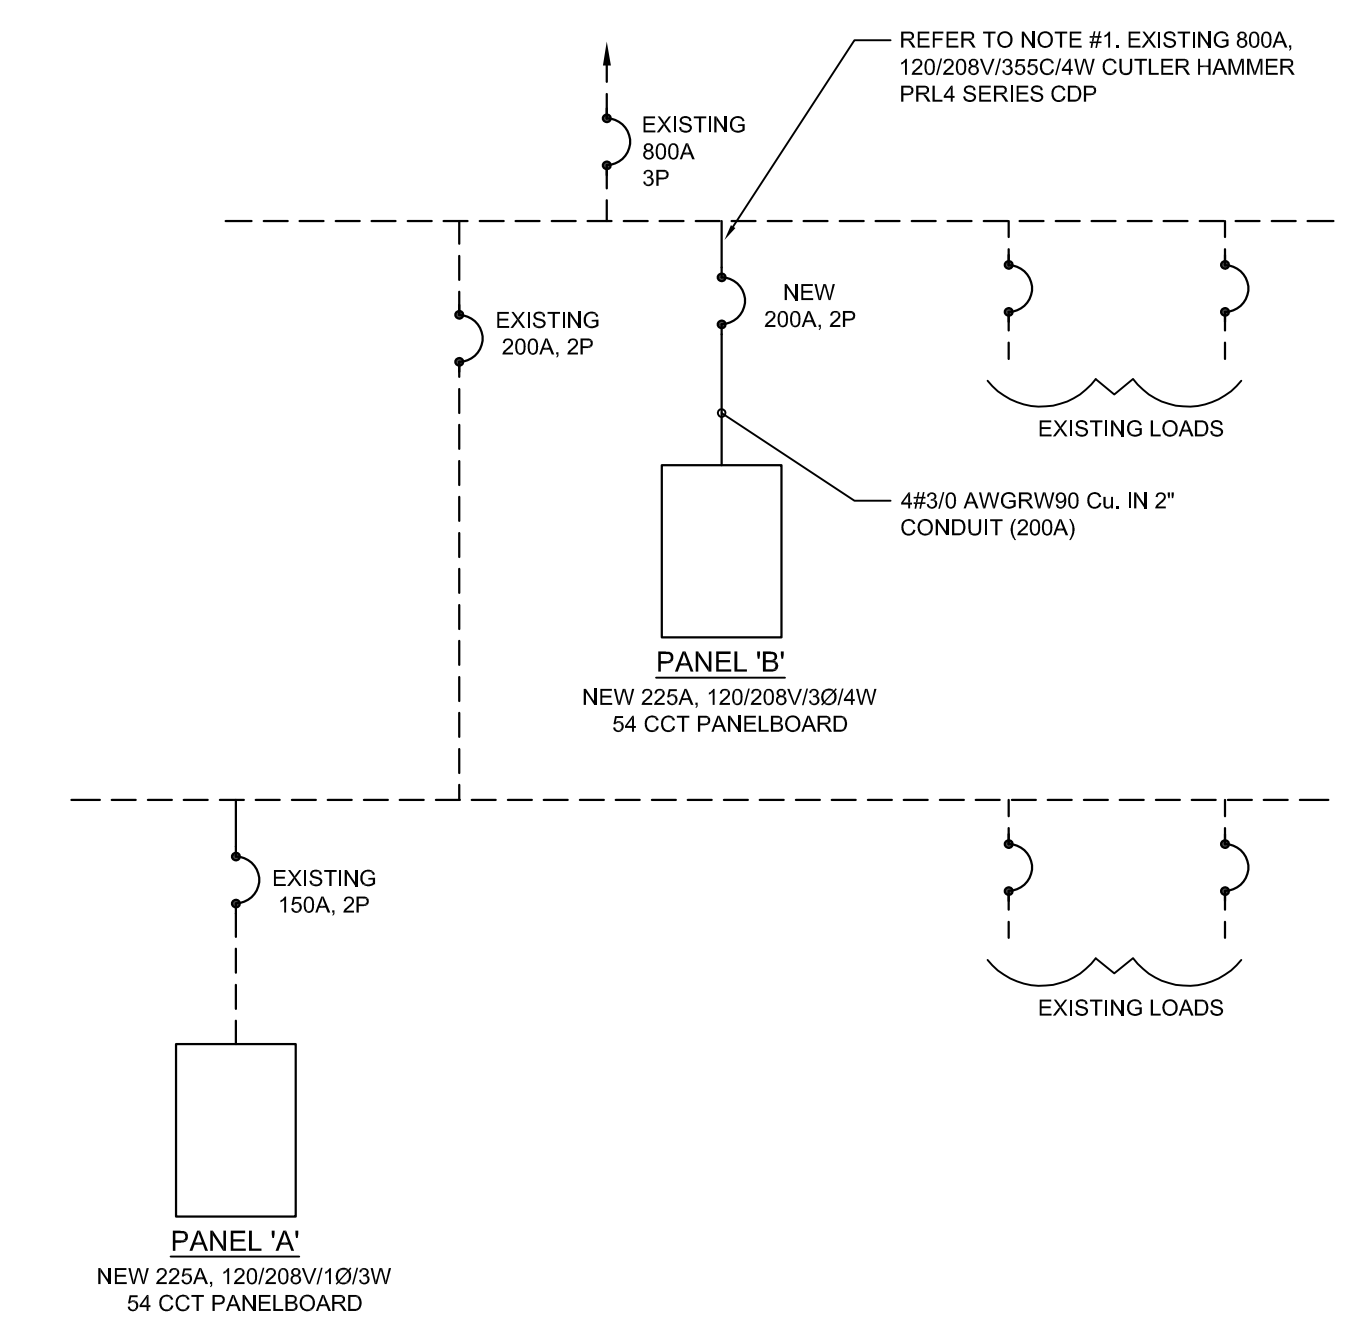 REFER TO NOTE #1. EXISTING 800A,
120/208V/355C/4W CUTLER HAMMER
PRL4 SERIES CDP
EXISTING
800A
3P
NEW
200A, 2P
EXISTING
200A, 2P
EXISTING LOADS
4#3/0 AWGRW90 Cu. IN 2"
CONDUIT (200A)
PANEL 'B'
NEW 225A, 120/208V/3Ø/4W
54 CCT PANELBOARD
EXISTING
150A, 2P
EXISTING LOADS
PANEL 'A'
NEW 225A, 120/208V/1Ø/3W
54 CCT PANELBOARD